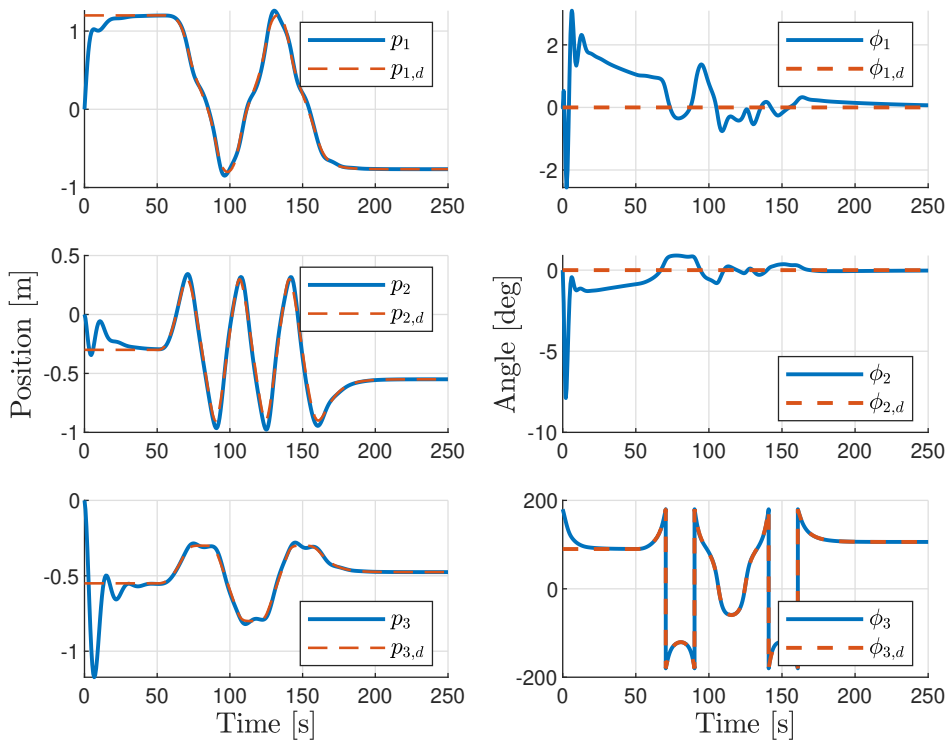 1
0
-1
0 50 100 150 200 250
p₁
p₁,d
2
0
-2
0 50 100 150 200 250
ϕ₁
ϕ₁,d
Position [m]
0.5
0
-0.5
-1
0 50 100 150 200 250
p₂
p₂,d
Angle [deg]
0
-5
-10
0 50 100 150 200 250
ϕ₂
ϕ₂,d
0
-0.5
-1
0 50 100 150 200 250
p₃
p₃,d
Time [s]
200
0
-200
0 50 100 150 200 250
ϕ₃
ϕ₃,d
Time [s]